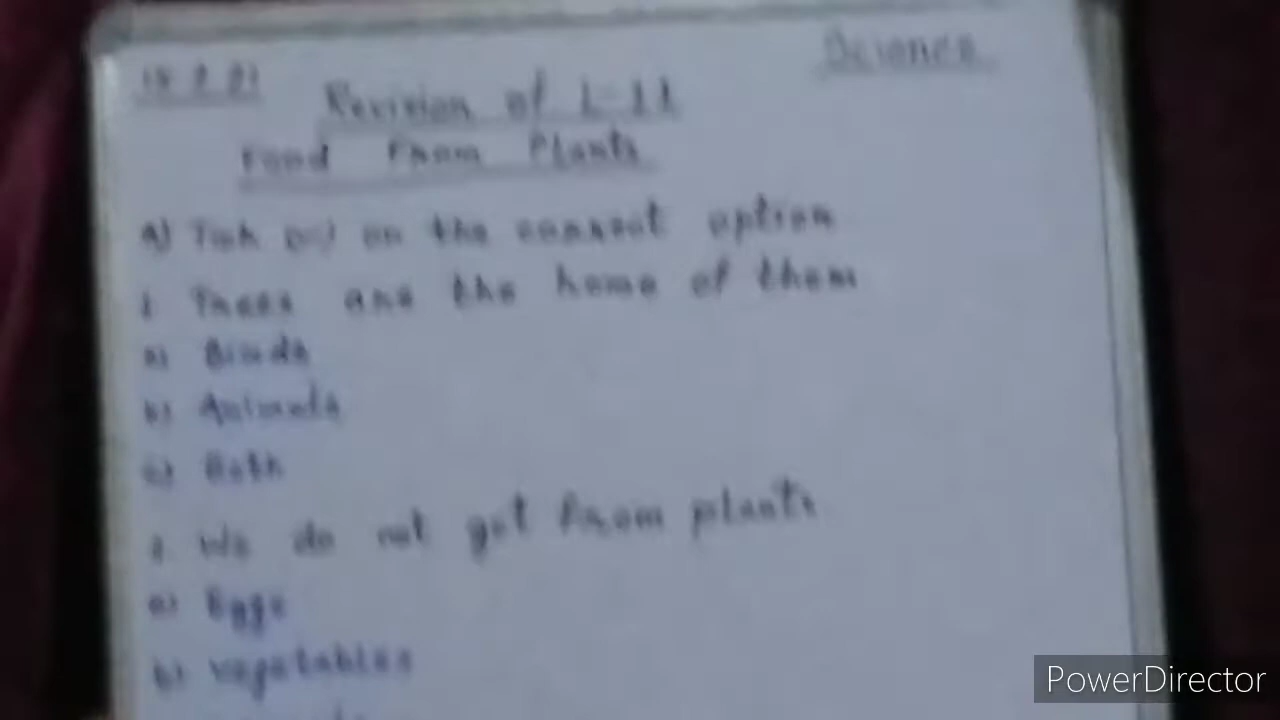 Science
Revision of L-11
Food From Plants
A) Tick (✓) on the correct option
1. Trees are the home of them
a) Birds
b) Animals
c) Both
2. We do not get from plants
a) Eggs
b) Vegetables
PowerDirector